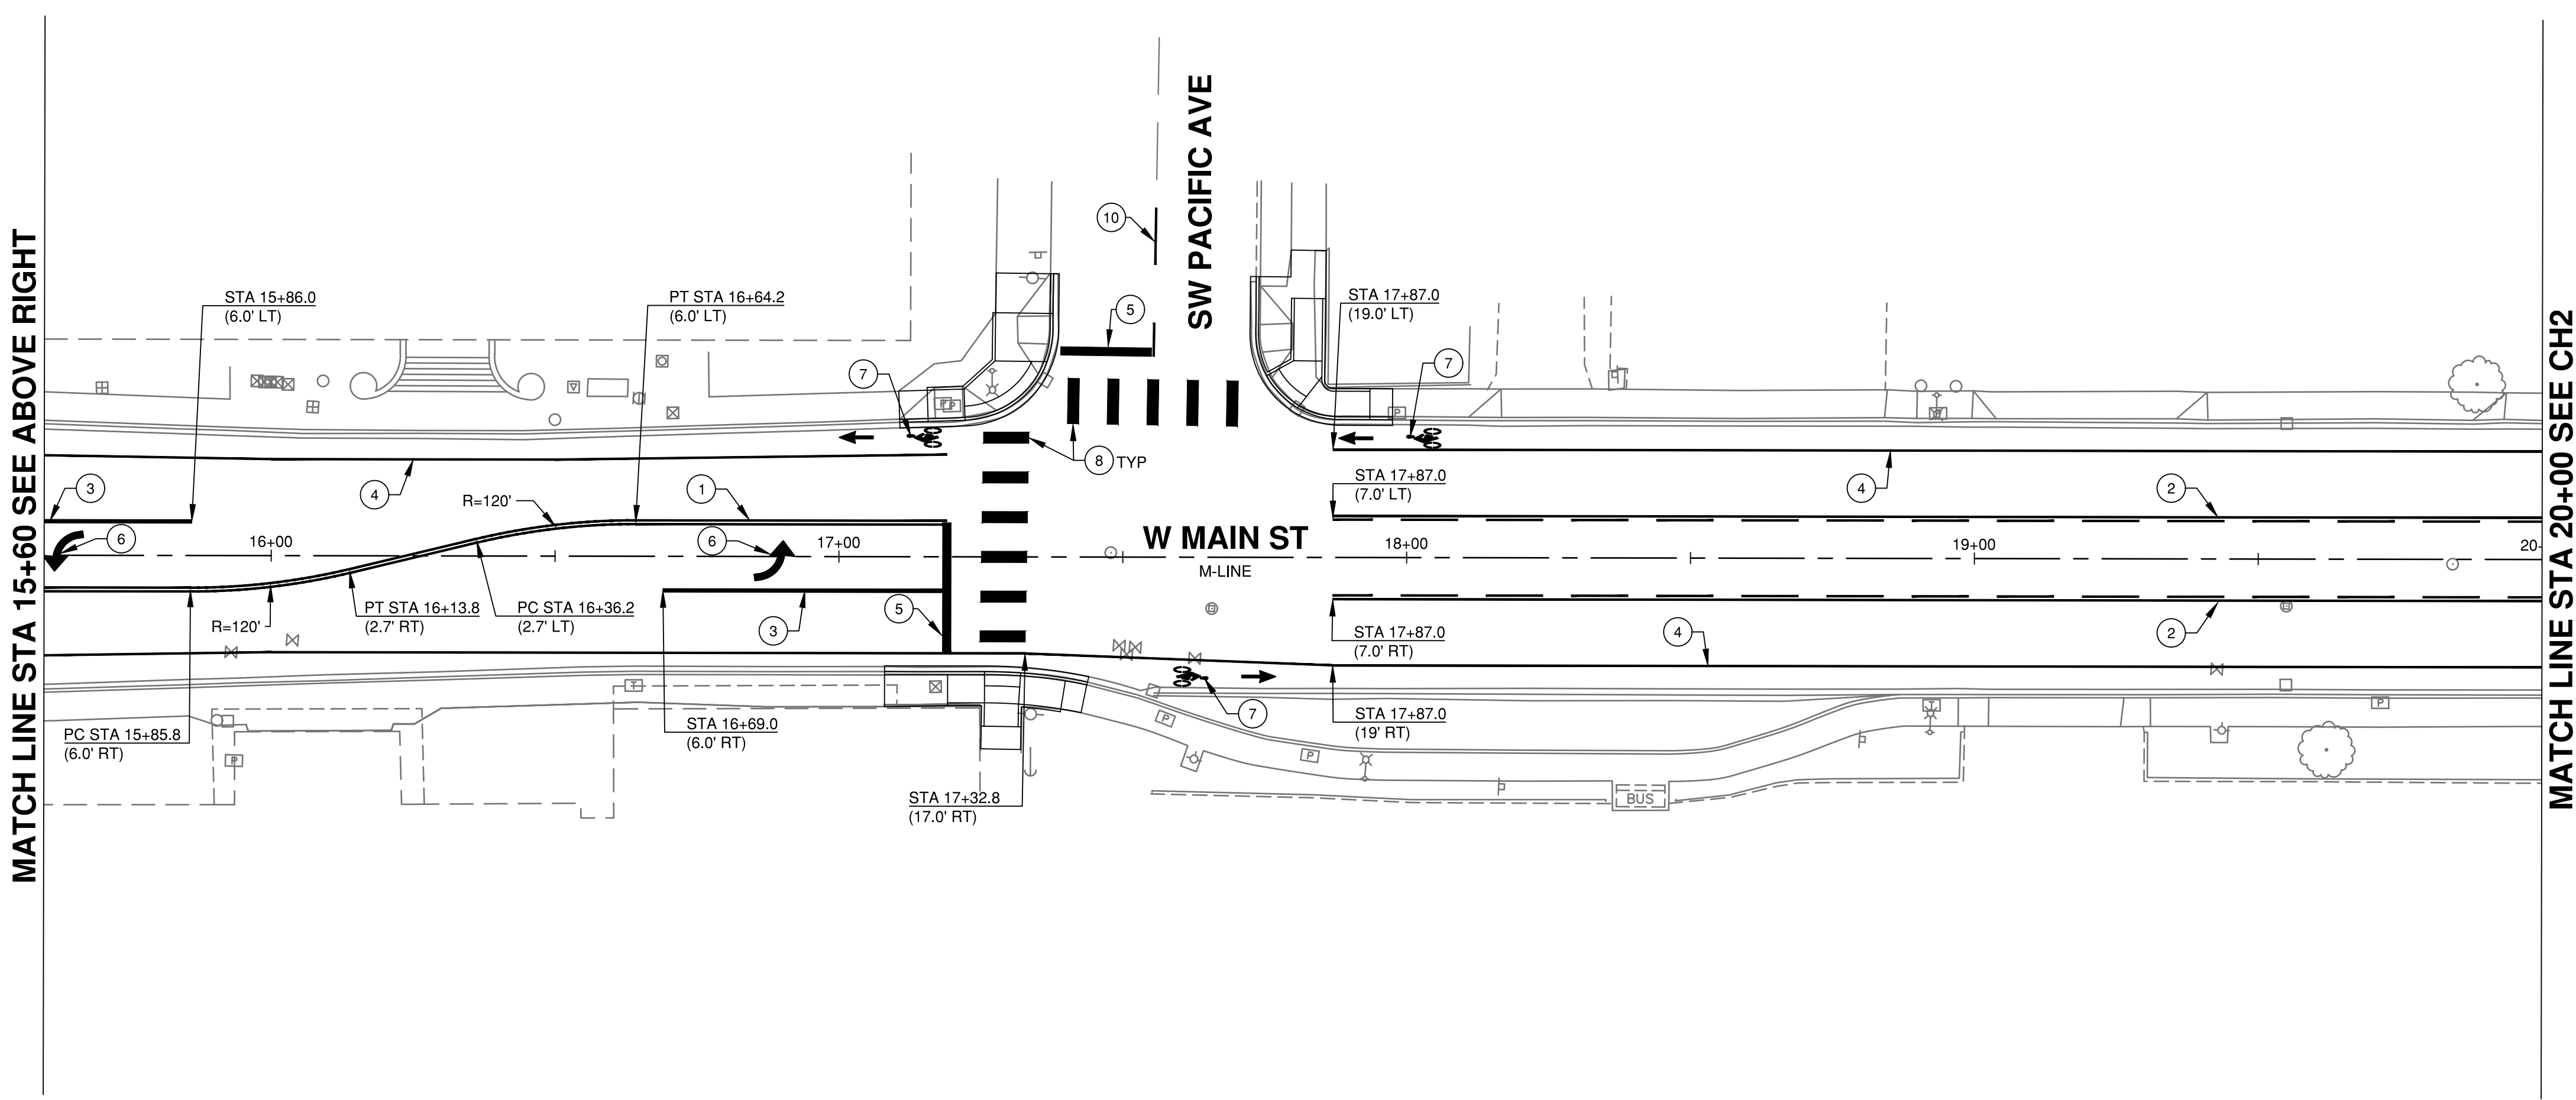 MATCH LINE STA 15+60 SEE ABOVE RIGHT
SW PACIFIC AVE
10
5
STA 15+86.0
(6.0' LT)
PT STA 16+64.2
(6.0' LT)
STA 17+87.0
(19.0' LT)
7
7
P
P
P
8 TYP
3
4
R=120'
1
STA 17+87.0
(7.0' LT)
4
2
6
16+00
6
17+00
W MAIN ST
M-LINE
18+00
19+00
20-
R=120'
PT STA 16+13.8
(2.7' RT)
PC STA 16+36.2
(2.7' LT)
3
5
STA 17+87.0
(7.0' RT)
4
2
PC STA 15+85.8
(6.0' RT)
T
STA 16+69.0
(6.0' RT)
7
STA 17+87.0
(19' RT)
T
P
P
P
P
STA 17+32.8
(17.0' RT)
BUS
MATCH LINE STA 20+00 SEE CH2